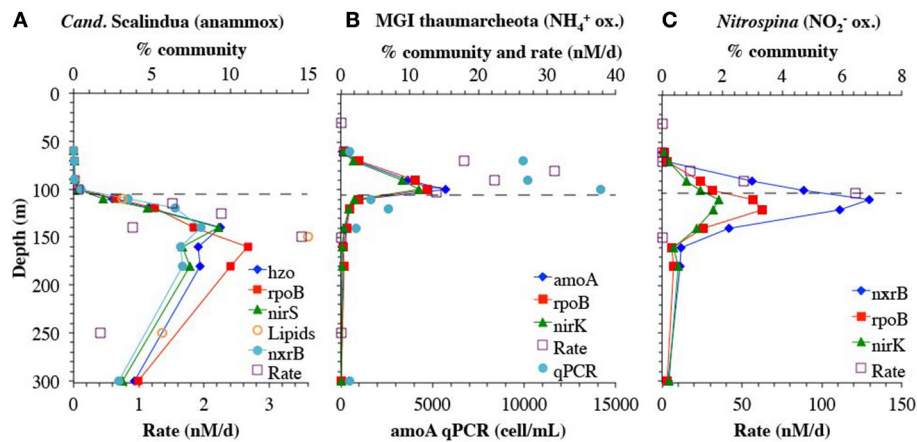 A
Cand. Scalindua (anammox)
% community
0 5 10 15
0
50
100
150
200
250
300
Depth (m)
hzo
rpoB
nirS
Lipids
nxrB
Rate
0 1 2 3
Rate (nM/d)
B
MGI thaumarcheota (NH₄⁺ ox.)
% community and rate (nM/d)
0 10 20 30 40
amoA
rpoB
nirK
Rate
qPCR
0 5000 10000 15000
amoA qPCR (cell/mL)
C
Nitrospina (NO₂⁻ ox.)
% community
0 2 4 6 8
nxrB
rpoB
nirK
Rate
0 50 100 150
Rate (nM/d)